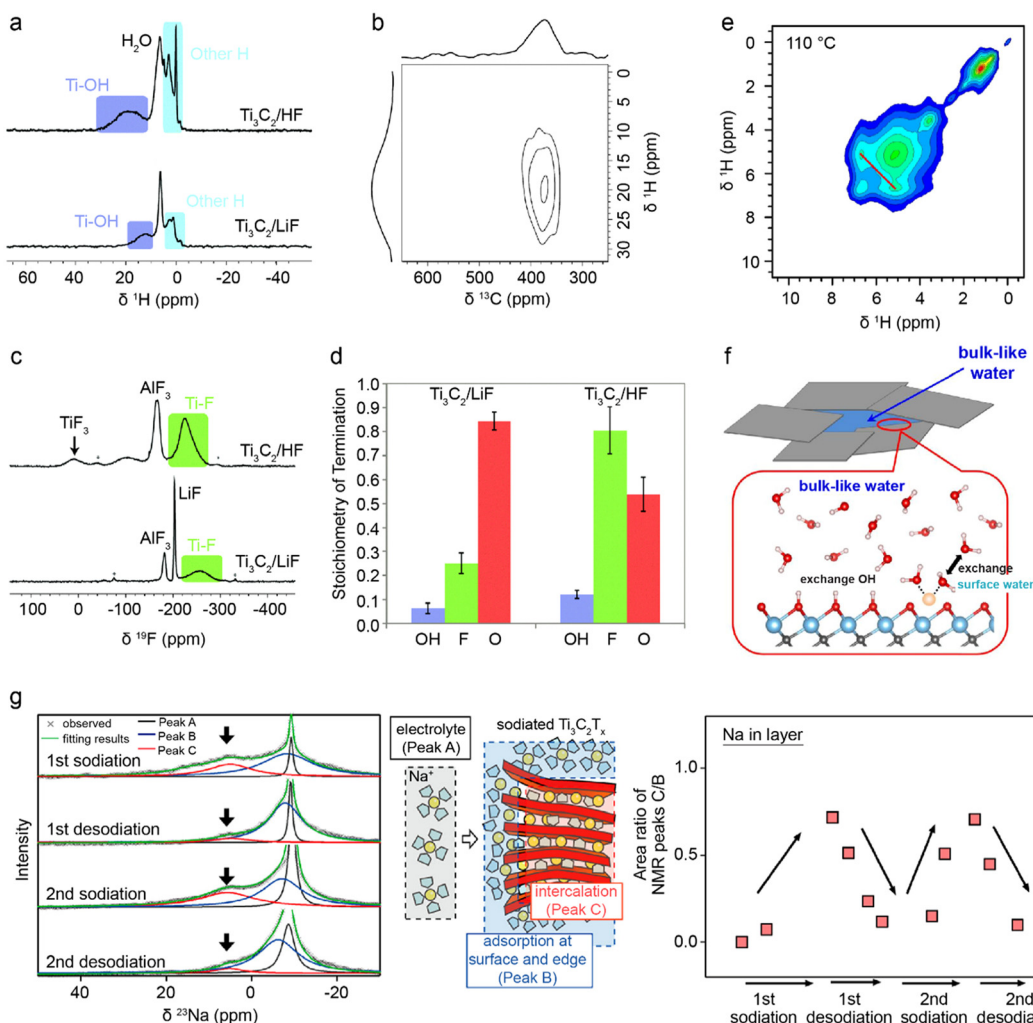 a
H₂O
Other H
Ti-OH
Ti₃C₂/HF
Other H
Ti-OH
Ti₃C₂/LiF
60 40 20 0 -20 -40
δ ¹H (ppm)
b
0
5
10
15
20
25
30
δ ¹H (ppm)
600 500 400 300
δ ¹³C (ppm)
e
110 °C
0
2
4
6
8
10
δ ¹H (ppm)
10 8 6 4 2 0
δ ¹H (ppm)
c
AlF₃
Ti-F
TiF₃
Ti₃C₂/HF
LiF
AlF₃
Ti-F
Ti₃C₂/LiF
100 0 -100 -200 -300 -400
δ ¹⁹F (ppm)
d
Ti₃C₂/LiF Ti₃C₂/HF
Stoichiometry of Termination
1.0
0.9
0.8
0.7
0.6
0.5
0.4
0.3
0.2
0.1
0.0
OH F O OH F O
f
bulk-like
water
bulk-like water
exchange OH
exchange
surface water
g
× observed
fitting results
Peak A
Peak B
Peak C
1st sodiation
1st desodiation
2nd sodiation
2nd desodiation
Intensity
40 20 0 -20
δ ²³Na (ppm)
electrolyte
(Peak A)
Na⁺
sodiated Ti₃C₂Tₓ
intercalation
(Peak C)
adsorption at
surface and edge
(Peak B)
Na in layer
Area ratio of
NMR peaks C/B
1.0
0.5
0.0
1st
sodiation
1st
desodiation
2nd
sodiation
2nd
desodia